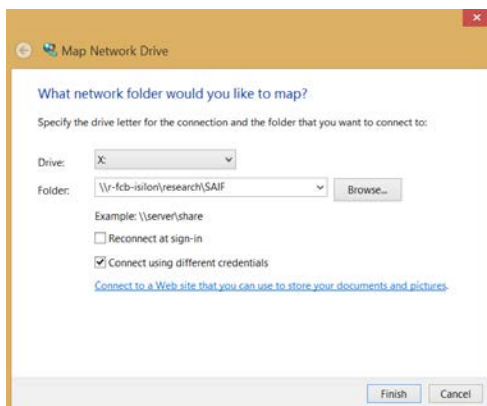 Map Network Drive
What network folder would you like to map?
Specify the drive letter for the connection and the folder that you want to connect to:
Drive: X:
Folder: \\r-fcb-isilon\research\SAIF Browse...
Example: \\server\share
Reconnect at sign-in
Connect using different credentials
Connect to a Web site that you can use to store your documents and pictures.
Finish Cancel